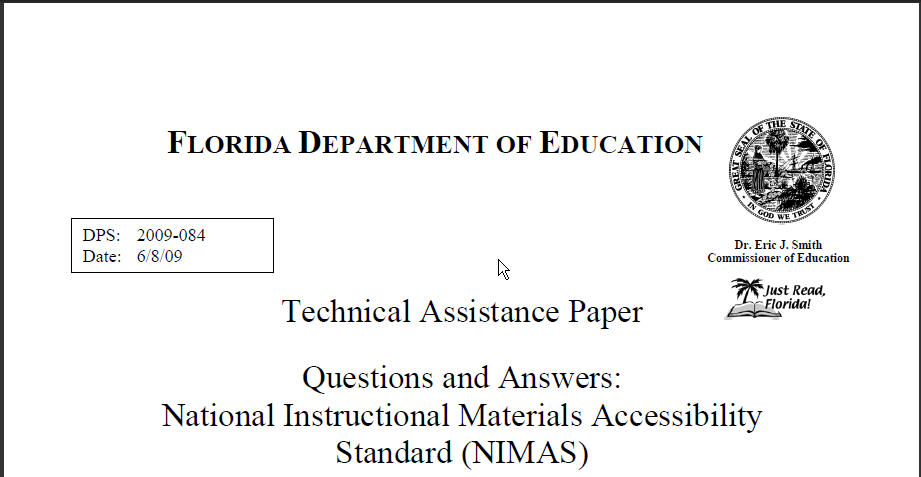 FLORIDA DEPARTMENT OF EDUCATION
GREAT SEAL OF THE STATE OF FLORIDA
IN GOD WE TRUST
DPS: 2009-084
Date: 6/8/09
Dr. Eric J. Smith
Commissioner of Education
Just Read,
Florida!
Technical Assistance Paper
Questions and Answers:
National Instructional Materials Accessibility
Standard (NIMAS)